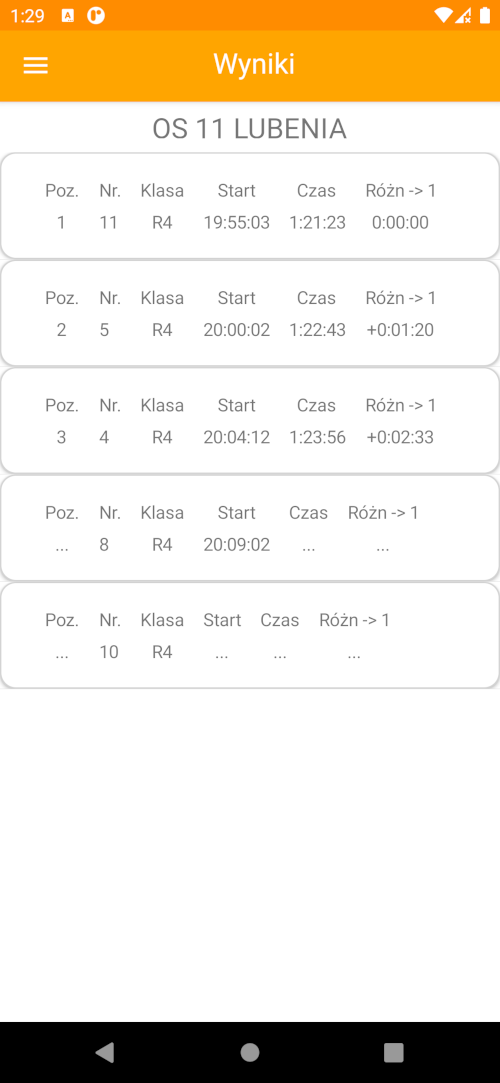 1:29
Wyniki
OS 11 LUBENIA
Poz. Nr. Klasa Start Czas Różn -> 1
1 11 R4 19:55:03 1:21:23 0:00:00
Poz. Nr. Klasa Start Czas Różn -> 1
2 5 R4 20:00:02 1:22:43 +0:01:20
Poz. Nr. Klasa Start Czas Różn -> 1
3 4 R4 20:04:12 1:23:56 +0:02:33
Poz. Nr. Klasa Start Czas Różn -> 1
... 8 R4 20:09:02 ... ...
Poz. Nr. Klasa Start Czas Różn -> 1
... 10 R4 ... ... ...